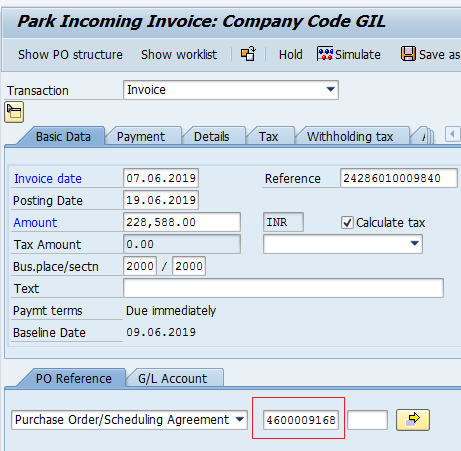 Park Incoming Invoice: Company Code GIL
Show PO structure Show worklist Hold Simulate Save as
Transaction Invoice
Basic Data Payment Details Tax Withholding tax
Invoice date 07.06.2019 Reference 24286010009840
Posting Date 19.06.2019
Amount 228,588.00 INR Calculate tax
Tax Amount 0.00
Bus.place/sectn 2000 / 2000
Text
Paymt terms Due immediately
Baseline Date 09.06.2019
PO Reference G/L Account
Purchase Order/Scheduling Agreement 4600009168